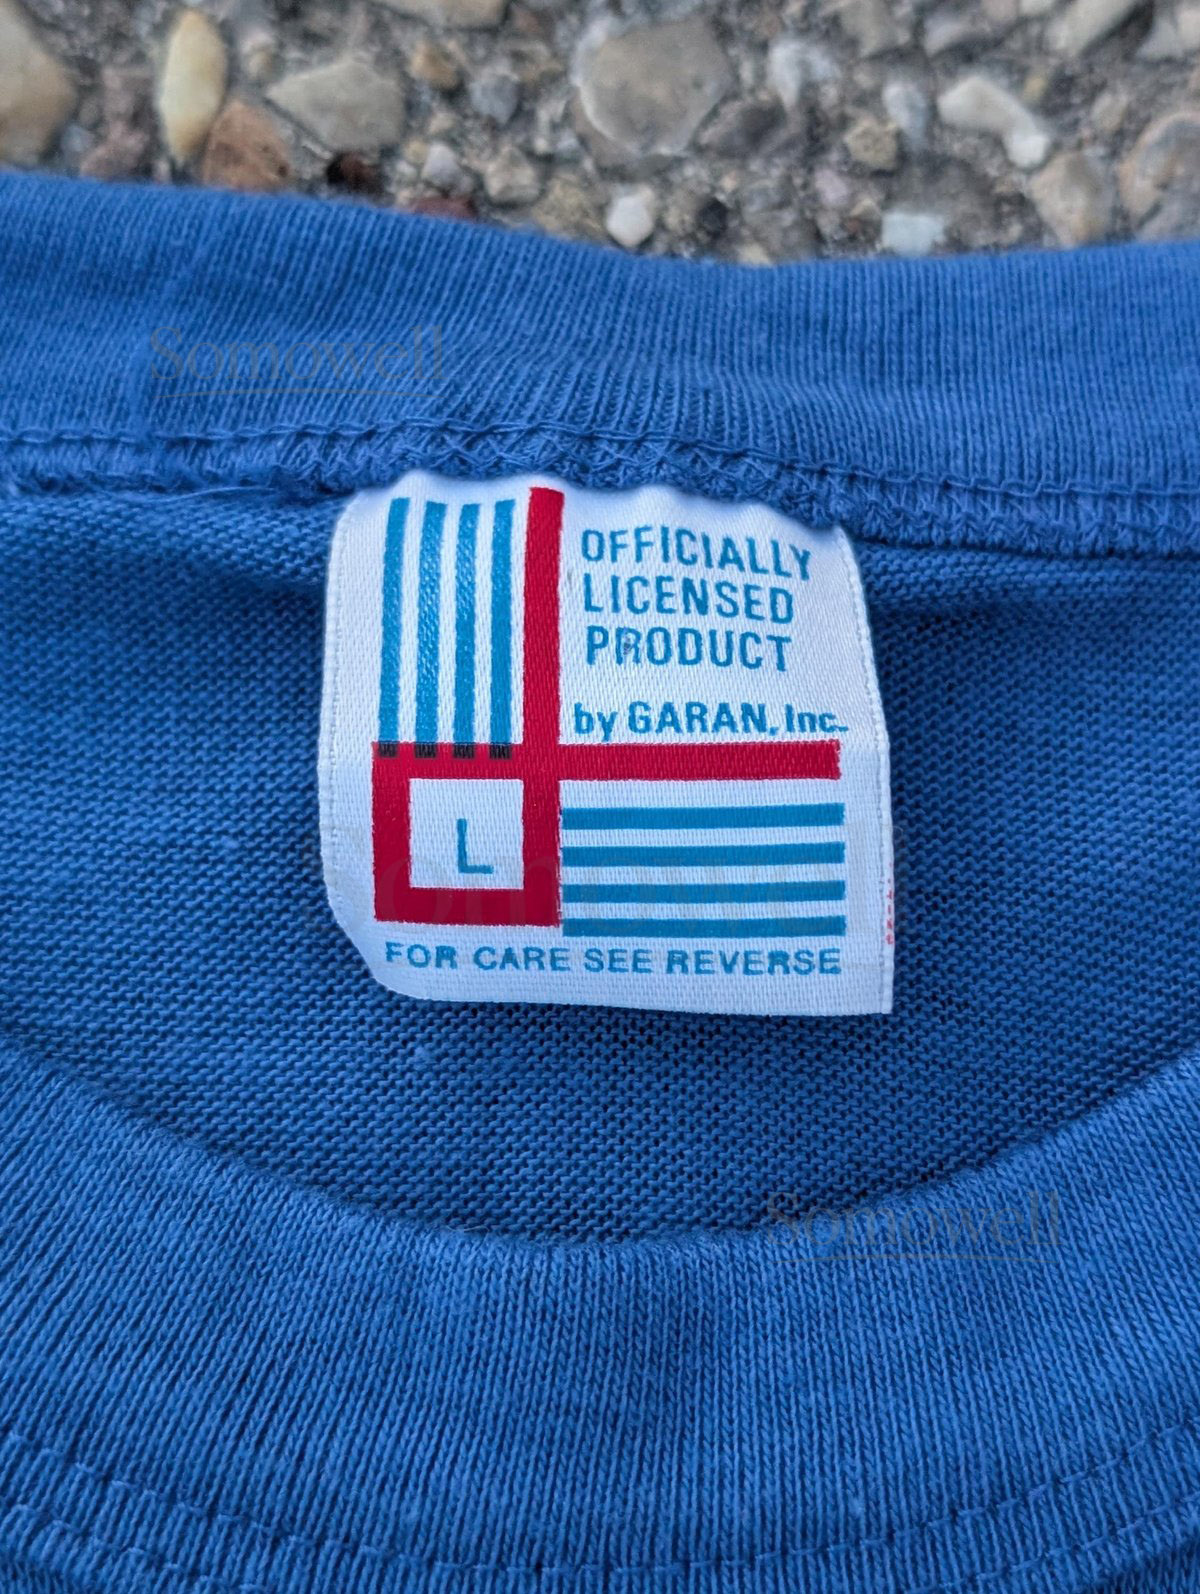 Somowell
OFFICIALLY
LICENSED
PRODUCT
by GARAN, Inc.
L
FOR CARE SEE REVERSE
Somowell